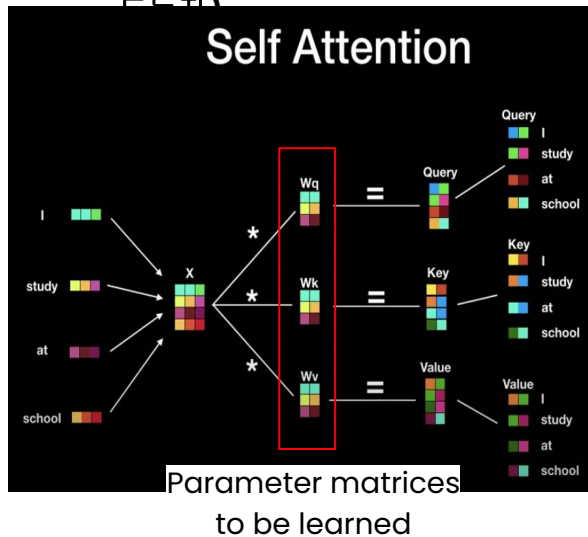 Self Attention
I
study
at
school
X
*
*
*
Wq
Wk
Wv
=
=
=
Query
Key
Value
Query
I
study
at
school
Key
I
study
at
school
Value
I
study
at
school
Parameter matrices
to be learned